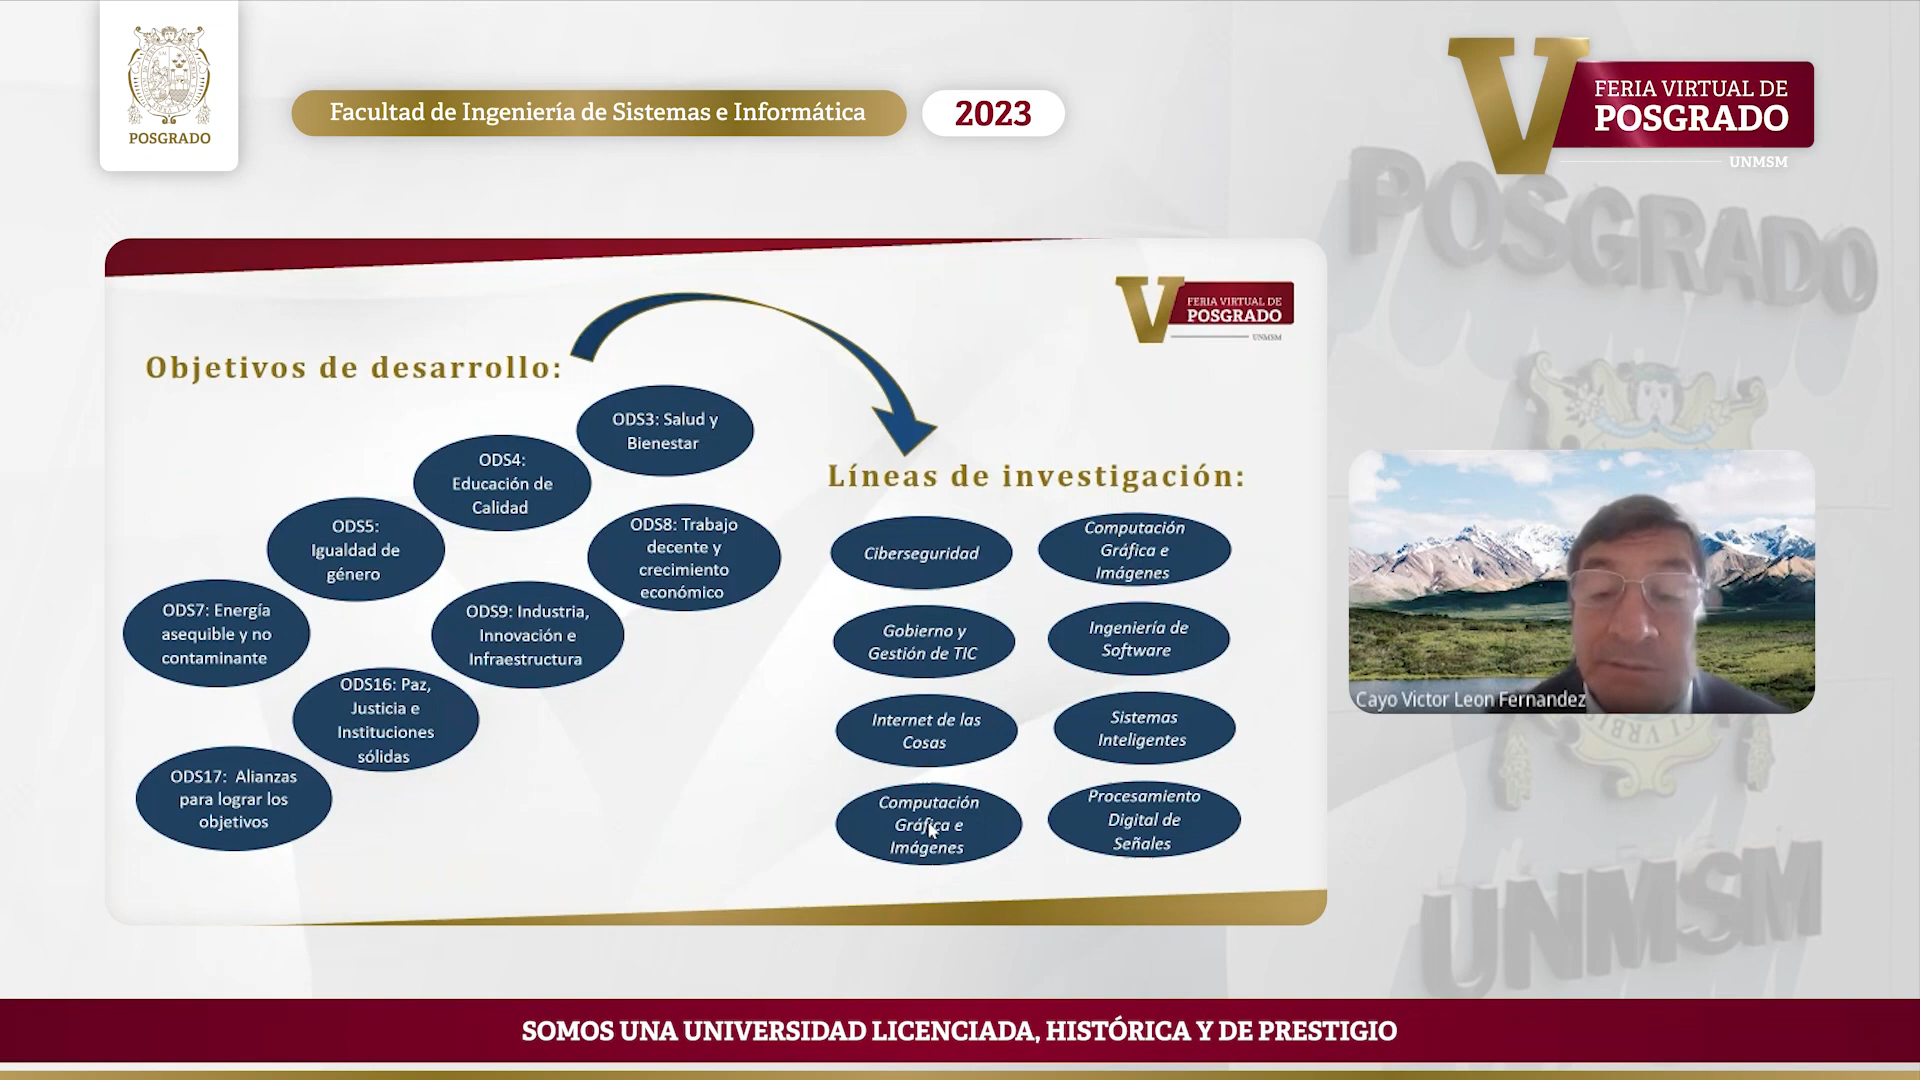 POSGRADO
Facultad de Ingeniería de Sistemas e Informática
2023
V
FERIA VIRTUAL DE
POSGRADO
UNMSM
POSGRADO
V
FERIA VIRTUAL DE
POSGRADO
UNMSM
Objetivos de desarrollo:
ODS3: Salud y
Bienestar
ODS4:
Educación de
Calidad
ODS5:
Igualdad de
género
ODS8: Trabajo
decente y
crecimiento
económico
ODS7: Energía
asequible y no
contaminante
ODS9: Industria,
Innovación e
Infraestructura
ODS16: Paz,
Justicia e
Instituciones
sólidas
ODS17: Alianzas
para lograr los
objetivos
Líneas de investigación:
Ciberseguridad
Computación
Gráfica e
Imágenes
Gobierno y
Gestión de TIC
Ingeniería de
Software
Internet de las
Cosas
Sistemas
Inteligentes
Computación
Gráfica e
Imágenes
Procesamiento
Digital de
Señales
Cayo Victor Leon Fernandez
UNMSM
SOMOS UNA UNIVERSIDAD LICENCIADA, HISTÓRICA Y DE PRESTIGIO